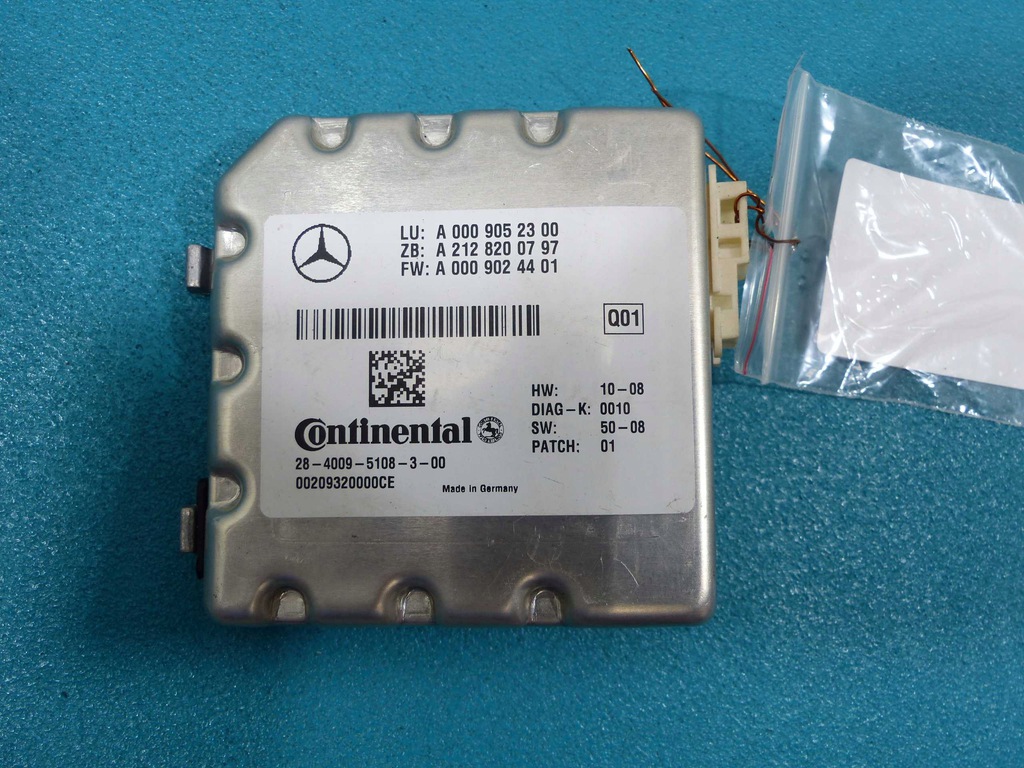 LU: A 000 905 23 00
ZB: A 212 820 07 97
FW: A 000 902 44 01
Q01
HW: 10-08
DIAG-K: 0010
SW: 50-08
PATCH: 01
Continental
28-4009-5108-3-00
00209320000CE
Made in Germany